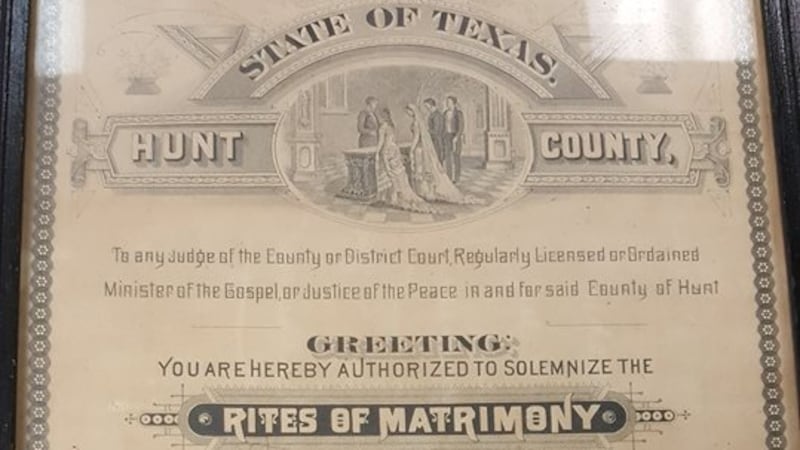 STATE OF TEXAS.
HUNT COUNTY,
To any Judge of the County or District Court, Regularly Licensed or Ordained
Minister of the Gospel, or Justice of the Peace in and for said County of Hunt
GREETING:
YOU ARE HEREBY AUTHORIZED TO SOLEMNIZE THE
RITES OF MATRIMONY